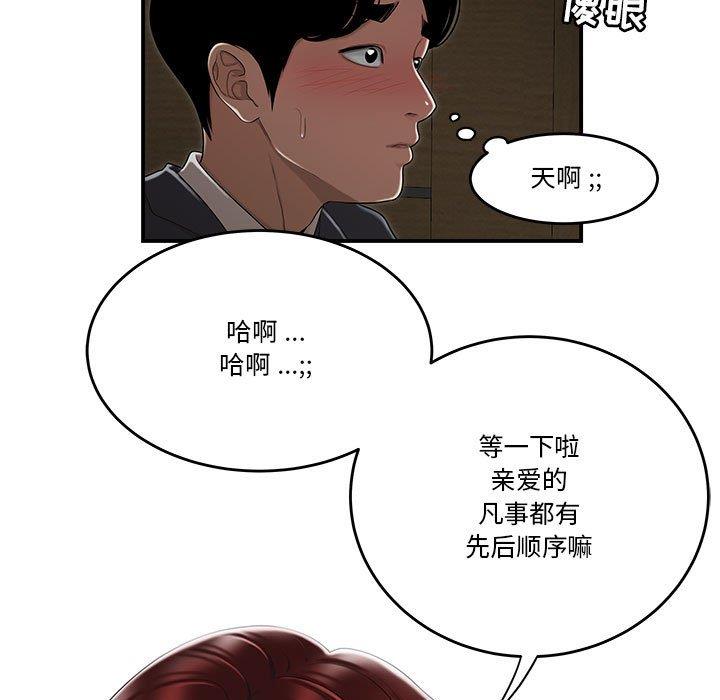 傻眼
天啊 ;;
哈啊 ...
哈啊 ...;;
等一下啦
亲爱的
凡事都有
先后顺序嘛